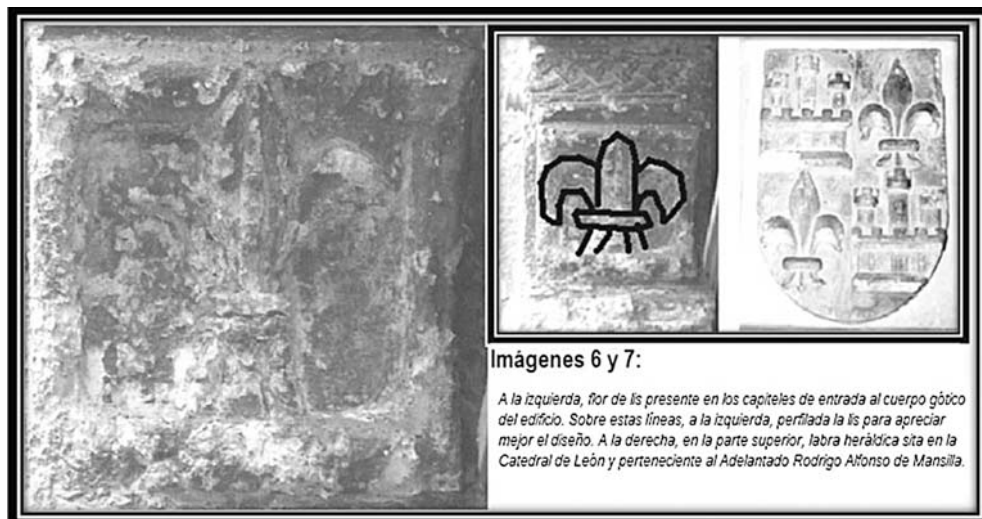 Imágenes 6 y 7:
A la izquierda, flor de lis presente en los capiteles de entrada al cuerpo gótico
del edificio. Sobre estas líneas, a la izquierda, perfilada la lis para apreciar
mejor el diseño. A la derecha, en la parte superior, labra heráldica sita en la
Catedral de León y perteneciente al Adelantado Rodrigo Alfonso de Mansilla.